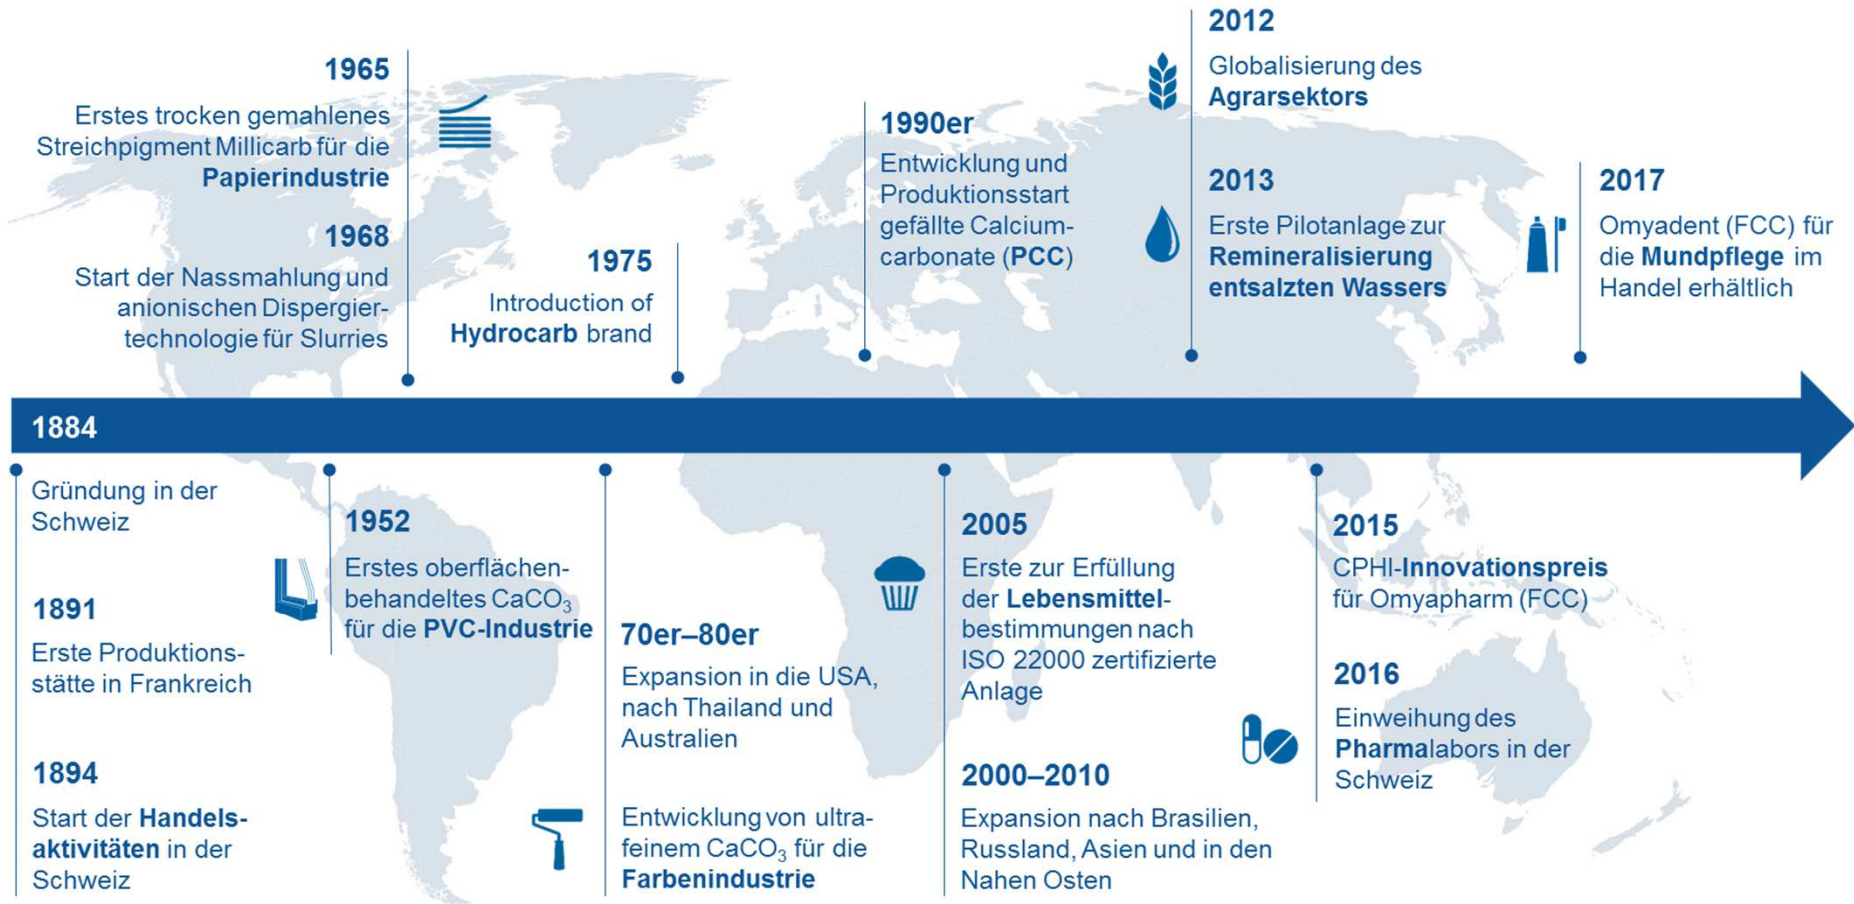 1965
Erstes trocken gemahlenes
Streichpigment Millicarb für die
Papierindustrie
1968
Start der Nassmahlung und
anionischen Dispergier-
technologie für Slurries
1975
Introduction of
Hydrocarb brand
1990er
Entwicklung und
Produktionsstart
gefällte Calcium-
carbonate (PCC)
2012
Globalisierung des
Agrarsektors
2013
Erste Pilotanlage zur
Remineralisierung
entsalzten Wassers
2017
Omyadent (FCC) für
die Mundpflege im
Handel erhältlich
1884
Gründung in der
Schweiz
1891
Erste Produktions-
stätte in Frankreich
1894
Start der Handels-
aktivitäten in der
Schweiz
1952
Erstes oberflächen-
behandeltes CaCO₃
für die PVC-Industrie
70er–80er
Expansion in die USA,
nach Thailand und
Australien
Entwicklung von ultra-
feinem CaCO₃ für die
Farbenindustrie
2005
Erste zur Erfüllung
der Lebensmittel-
bestimmungen nach
ISO 22000 zertifizierte
Anlage
2000–2010
Expansion nach Brasilien,
Russland, Asien und in den
Nahen Osten
2015
CPHI-Innovationspreis
für Omyapharm (FCC)
2016
Einweihung des
Pharmalabors in der
Schweiz